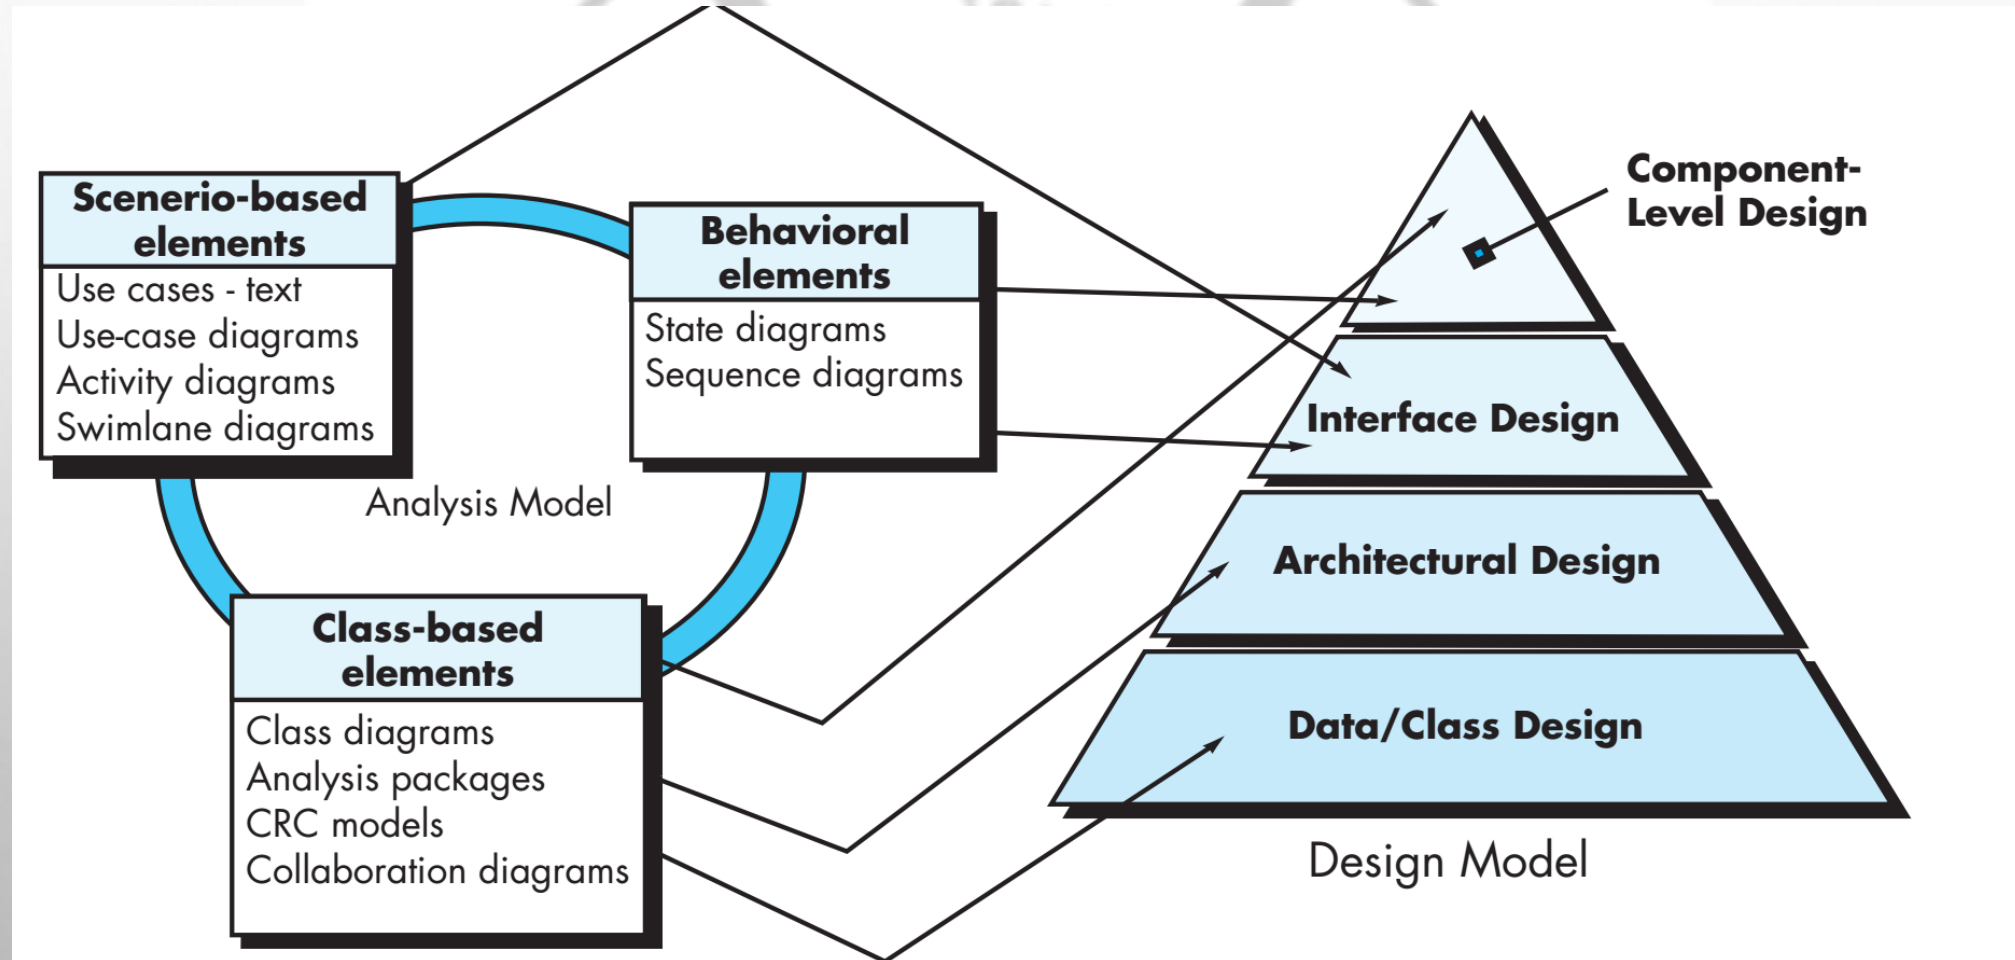 Scenerio-based
elements
Use cases - text
Use-case diagrams
Activity diagrams
Swimlane diagrams
Behavioral
elements
State diagrams
Sequence diagrams
Analysis Model
Class-based
elements
Class diagrams
Analysis packages
CRC models
Collaboration diagrams
Component-
Level Design
Interface Design
Architectural Design
Data/Class Design
Design Model